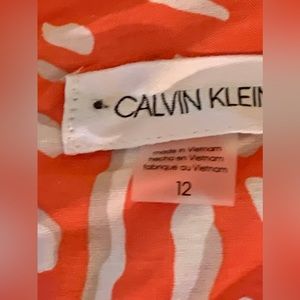 CALVIN KLEIN
made in Vietnam
hecho en Vietnam
fabriqué au Vietnam
12